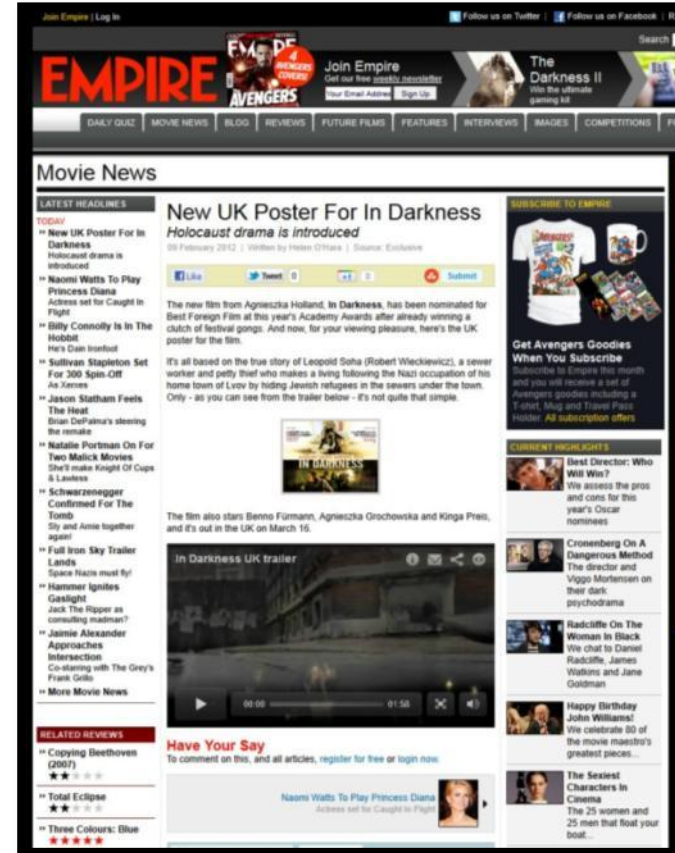 Join Empire | Log In
Follow us on Twitter | Follow us on Facebook | R
Search
EMPIRE
EMPIRE
4
AVENGERS
COVERS!
AVENGERS
Join Empire
Get our free weekly newsletter
Your Email Addres Sign Up
The
Darkness II
Win the ultimate
gaming kit
DAILY QUIZ MOVIE NEWS BLOG REVIEWS FUTURE FILMS FEATURES INTERVIEWS IMAGES COMPETITIONS
Movie News
LATEST HEADLINES
TODAY
New UK Poster For In
Darkness
Holocaust drama is
introduced
Naomi Watts To Play
Princess Diana
Actress set for Caught In
Flight
Billy Connolly Is In The
Hobbit
He's Dain Ironfoot
Sullivan Stapleton Set
For 300 Spin-Off
As Xerxes
Jason Statham Feels
The Heat
Brian DePalma's steering
the remake
Natalie Portman On For
Two Malick Movies
She'll make Knight Of Cups
& Lawless
Schwarzenegger
Confirmed For The
Tomb
Sly and Arnie together
again!
Full Iron Sky Trailer
Lands
Space Nazis must fly!
Hammer Ignites
Gaslight
Jack The Ripper as
consulting madman?
Jaimie Alexander
Approaches
Intersection
Co-starring with The Grey's
Frank Grillo
More Movie News
RELATED REVIEWS
Copying Beethoven
(2007)
Total Eclipse
Three Colours: Blue
New UK Poster For In Darkness
Holocaust drama is introduced
09 February 2012 | Written by Helen O'Hara | Source: Exclusive
Like Tweet 0 +1 0 Submit
The new film from Agnieszka Holland, In Darkness, has been nominated for
Best Foreign Film at this year's Academy Awards after already winning a
clutch of festival gongs. And now, for your viewing pleasure, here's the UK
poster for the film.
It's all based on the true story of Leopold Soha (Robert Wieckiewicz), a sewer
worker and petty thief who makes a living following the Nazi occupation of his
home town of Lvov by hiding Jewish refugees in the sewers under the town.
Only - as you can see from the trailer below - it's not quite that simple.
IN DARKNESS
The film also stars Benno Fürmann, Agnieszka Grochowska and Kinga Preis,
and it's out in the UK on March 16.
In Darkness UK trailer
00:00 01:58
Have Your Say
To comment on this, and all articles, register for free or login now.
Naomi Watts To Play Princess Diana
Actress set for Caught In Flight
SUBSCRIBE TO EMPIRE
AVENGERS
Get Avengers Goodies
When You Subscribe
Subscribe to Empire this month
and you will receive a set of
Avengers goodies including a
T-shirt, Mug and Travel Pass
Holder. All subscription offers
CURRENT HIGHLIGHTS
Best Director: Who
Will Win?
We assess the pros
and cons for this
year's Oscar
nominees
Cronenberg On A
Dangerous Method
The director and
Viggo Mortensen on
their dark
psychodrama
Radcliffe On The
Woman In Black
We chat to Daniel
Radcliffe, James
Watkins and Jane
Goldman
Happy Birthday
John Williams!
We celebrate 80 of
the movie maestro's
greatest pieces...
The Sexiest
Characters In
Cinema
The 25 women and
25 men that float your
boat...